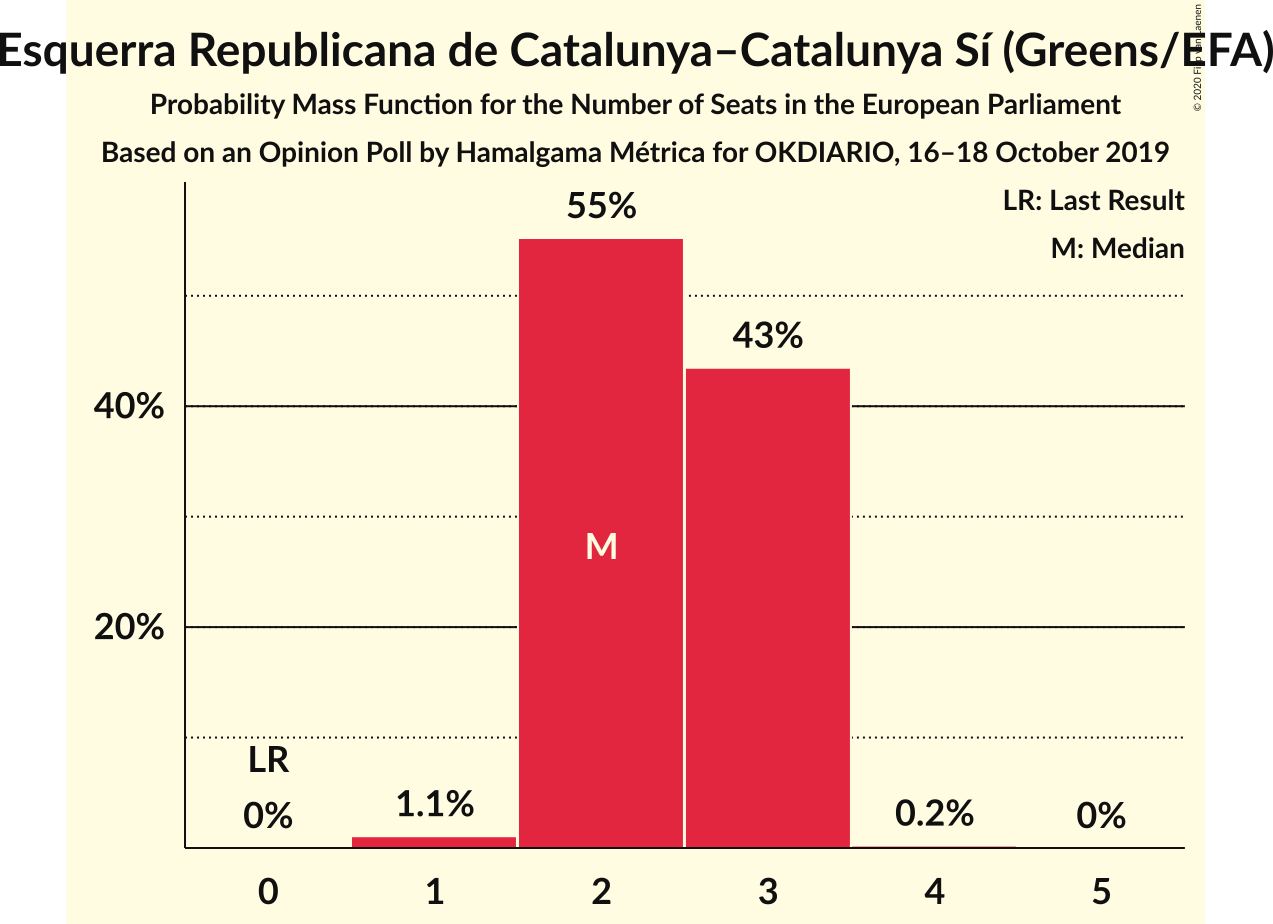 Esquerra Republicana de Catalunya–Catalunya Sí (Greens/EFA)
Probability Mass Function for the Number of Seats in the European Parliament
Based on an Opinion Poll by Hamalgama Métrica for OKDIARIO, 16–18 October 2019
© 2020
LR: Last Result
M: Median
55%
43%
40%
M
20%
LR
0%
1.1%
0.2%
0%
0 1 2 3 4 5